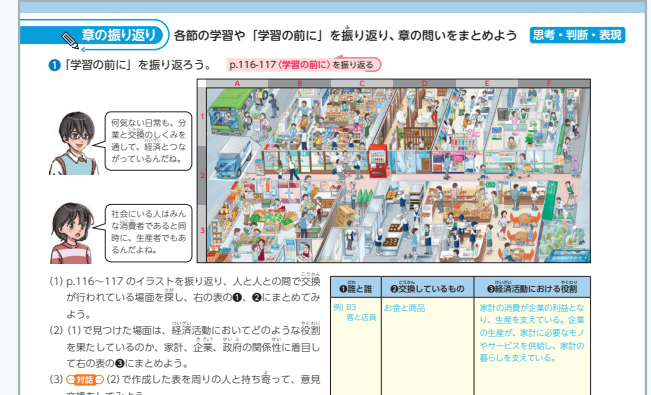 章の振り返り 各節の学習や「学習の前に」を振り返り、章の問いをまとめよう 思考・判断・表現
❶「学習の前に」を振り返ろう。 p.116-117〈学習の前に〉を振り返る
A B C D E F
1
2
3
何気ない日常も、分
業と交換のしくみを
通して、経済とつな
がっているんだね。
社会にいる人はみん
な消費者であると同
時に、生産者でもあ
るんだよね。
(1) p.116～117 のイラストを振り返り、人と人との間で交換
が行われている場面を探し、右の表の❶、❷にまとめてみ
よう。
(2) (1)で見つけた場面は、経済活動においてどのような役割
を果たしているのか、家計、企業、政府の関係性に着目し
て右の表の❸にまとめよう。
(3) 対話 (2)で作成した表を周りの人と持ち寄って、意見
交換をしてみよう。
❶誰と誰 ❷交換しているもの ❸経済活動における役割
例) B3
客と店員
お金と商品
家計の消費が企業の利益とな
り、生産を支えている。企業
の生産が、家計に必要なモノ
やサービスを供給し、家計の
暮らしを支えている。